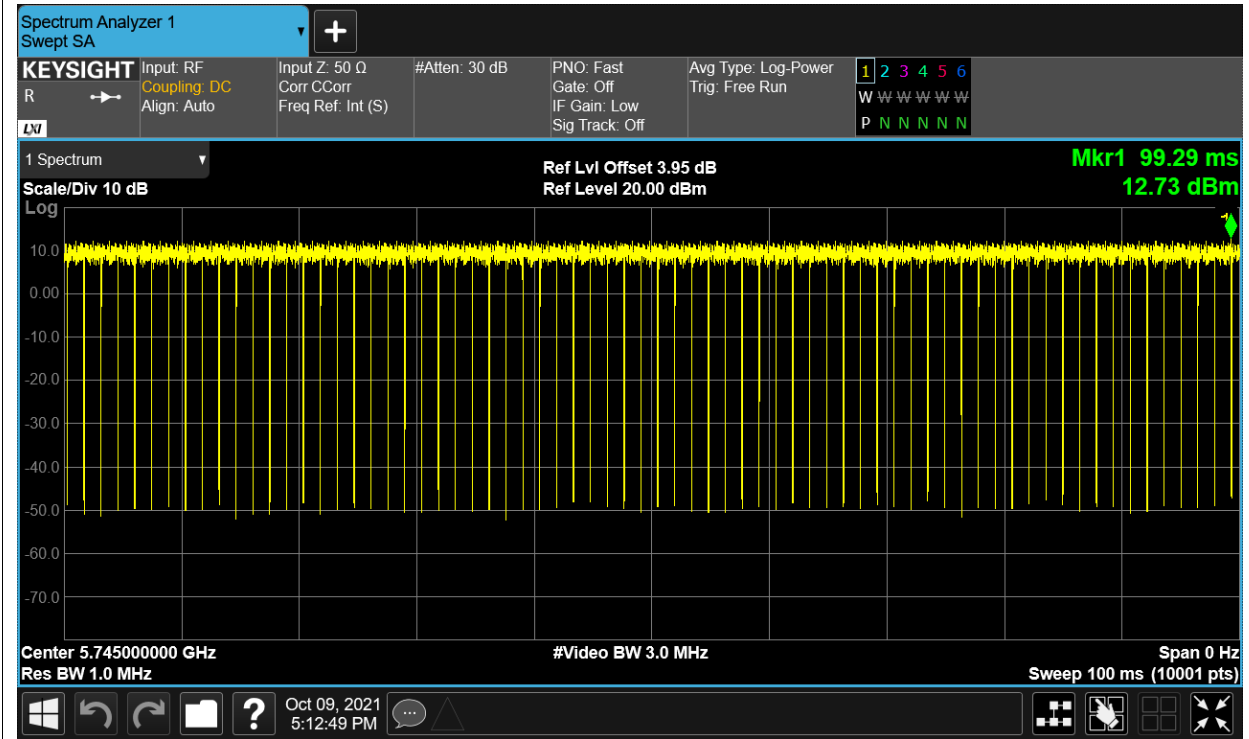 Spectrum Analyzer 1
Swept SA
+
KEYSIGHT
R
LXI
Input: RF
Coupling: DC
Align: Auto
Input Z: 50 Ω
Corr CCorr
Freq Ref: Int (S)
#Atten: 30 dB
PNO: Fast
Gate: Off
IF Gain: Low
Sig Track: Off
Avg Type: Log-Power
Trig: Free Run
1 2 3 4 5 6
W W W W W W
P N N N N N
1 Spectrum
Scale/Div 10 dB
Log
Ref Lvl Offset 3.95 dB
Ref Level 20.00 dBm
Mkr1 99.29 ms
12.73 dBm
1
10.0
0.00
-10.0
-20.0
-30.0
-40.0
-50.0
-60.0
-70.0
Center 5.745000000 GHz
Res BW 1.0 MHz
#Video BW 3.0 MHz
Span 0 Hz
Sweep 100 ms (10001 pts)
?
Oct 09, 2021
5:12:49 PM